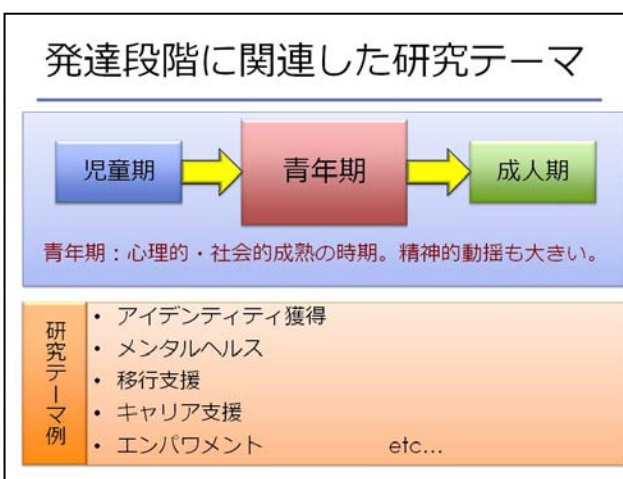 発達段階に関連した研究テーマ
児童期
青年期
成人期
青年期：心理的・社会的成熟の時期。精神的動揺も大きい。
研究テーマ例
• アイデンティティ獲得
• メンタルヘルス
• 移行支援
• キャリア支援
• エンパワメント etc...